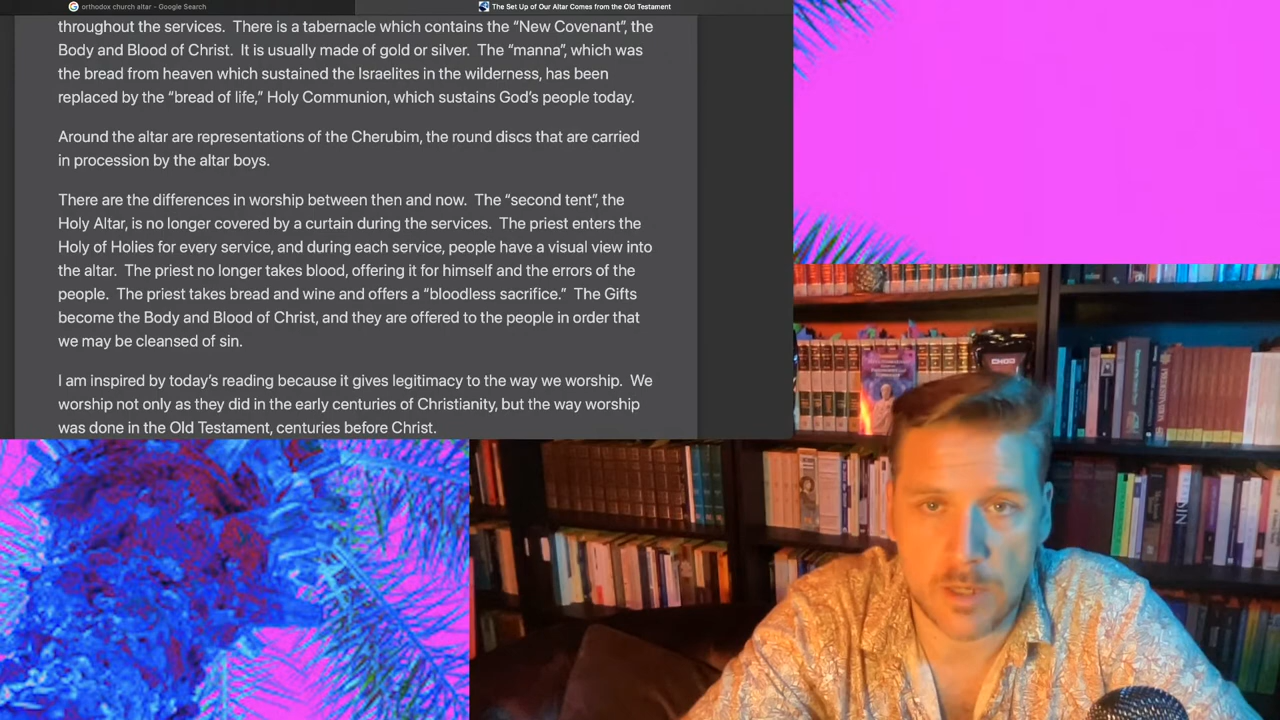 orthodox church altar - Google Search
The Set Up of Our Altar Comes from the Old Testament
throughout the services.  There is a tabernacle which contains the “New Covenant”, the
Body and Blood of Christ.  It is usually made of gold or silver.  The “manna”, which was
the bread from heaven which sustained the Israelites in the wilderness, has been
replaced by the “bread of life,” Holy Communion, which sustains God’s people today.
Around the altar are representations of the Cherubim, the round discs that are carried
in procession by the altar boys.
There are the differences in worship between then and now.  The “second tent”, the
Holy Altar, is no longer covered by a curtain during the services.  The priest enters the
Holy of Holies for every service, and during each service, people have a visual view into
the altar.  The priest no longer takes blood, offering it for himself and the errors of the
people.  The priest takes bread and wine and offers a “bloodless sacrifice.”  The Gifts
become the Body and Blood of Christ, and they are offered to the people in order that
we may be cleansed of sin.
I am inspired by today’s reading because it gives legitimacy to the way we worship.  We
worship not only as they did in the early centuries of Christianity, but the way worship
was done in the Old Testament, centuries before Christ.